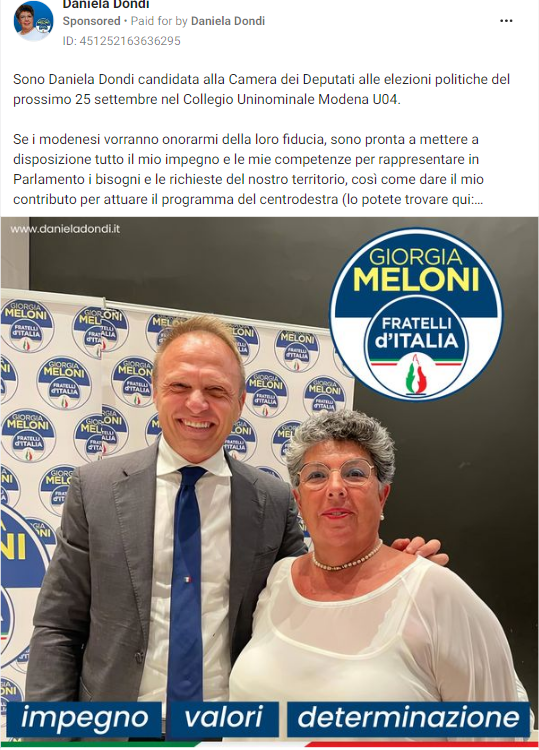 Daniela Dondi
Sponsored • Paid for by Daniela Dondi
ID: 451252163636295
Sono Daniela Dondi candidata alla Camera dei Deputati alle elezioni politiche del
prossimo 25 settembre nel Collegio Uninominale Modena U04.
Se i modenesi vorranno onorarmi della loro fiducia, sono pronta a mettere a
disposizione tutto il mio impegno e le mie competenze per rappresentare in
Parlamento i bisogni e le richieste del nostro territorio, così come dare il mio
contributo per attuare il programma del centrodestra (lo potete trovare qui:...
www.danieladondi.it
GIORGIA
MELONI
FRATELLI
d'ITALIA
impegno valori determinazione